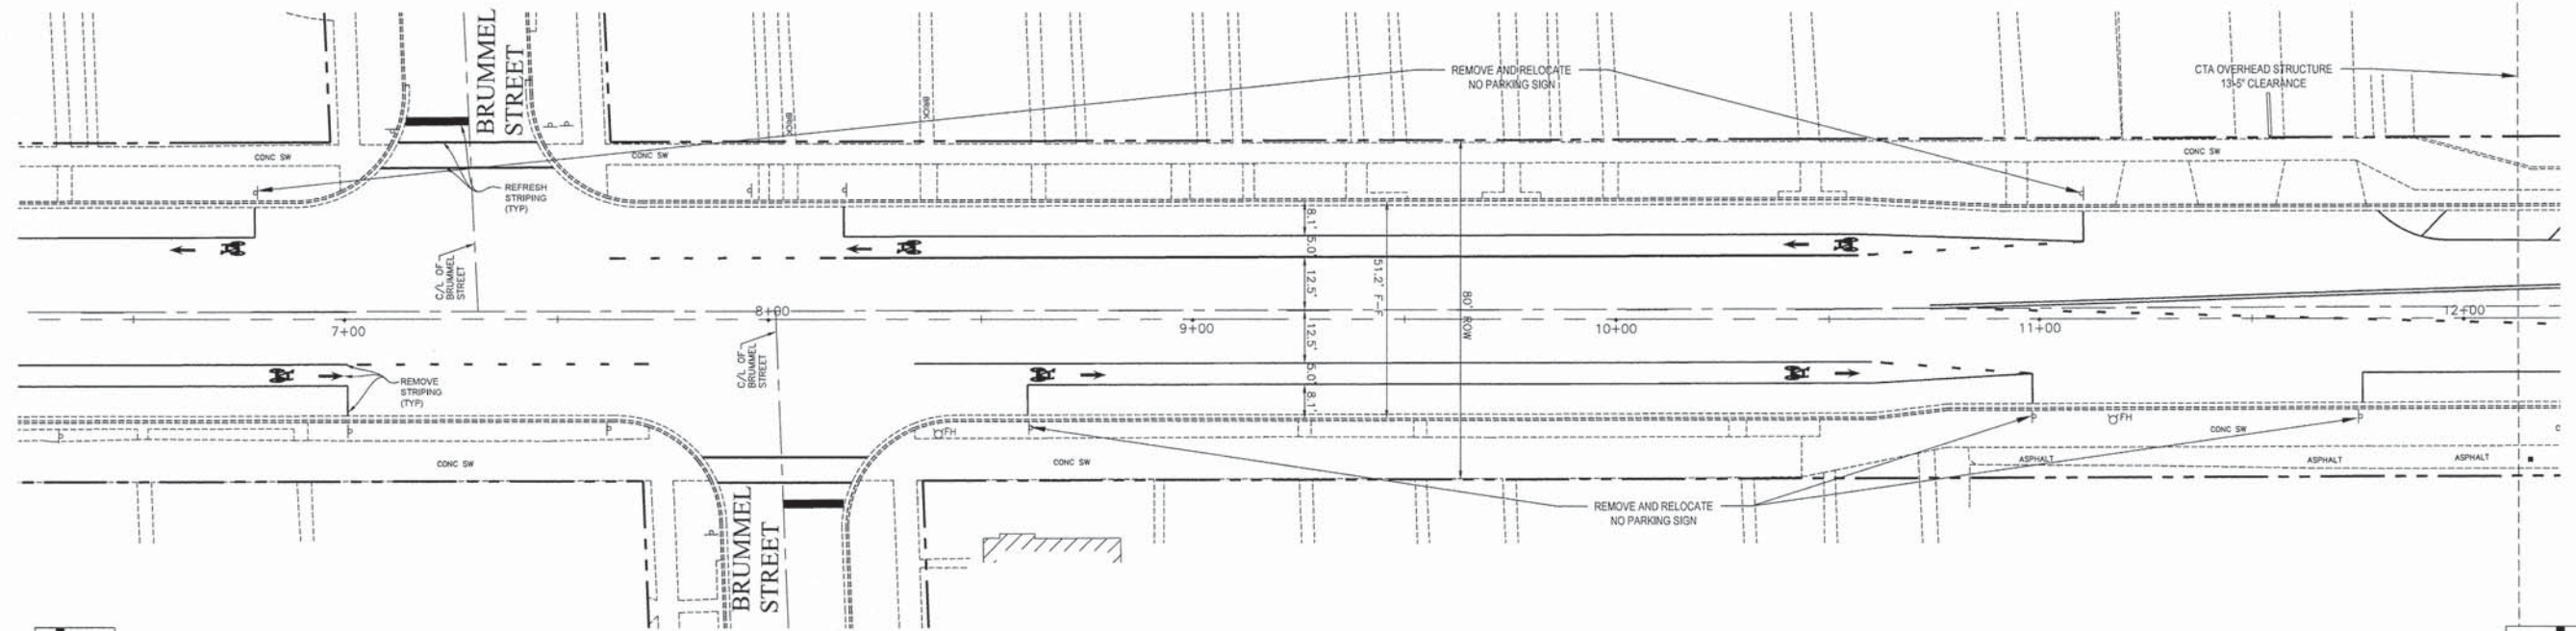 BRUMMEL
STREET
REMOVE AND RELOCATE
NO PARKING SIGN
CTA OVERHEAD STRUCTURE
13'-5" CLEARANCE
BRICK
BRICK
CONC SW
CONC SW
CONC SW
REFRESH
STRIPING
(TYP)
C/L OF
BRUMMEL
STREET
8.1'
5.0'
12.5'
51.2' F-F
80' ROW
7+00
8+00
9+00
10+00
11+00
12+00
12.5'
5.0'
8.1'
C/L OF
BRUMMEL
STREET
REMOVE
STRIPING
(TYP)
FH
FH
CONC SW
CONC SW
CONC SW
ASPHALT
ASPHALT
ASPHALT
C
BRUMMEL
STREET
REMOVE AND RELOCATE
NO PARKING SIGN